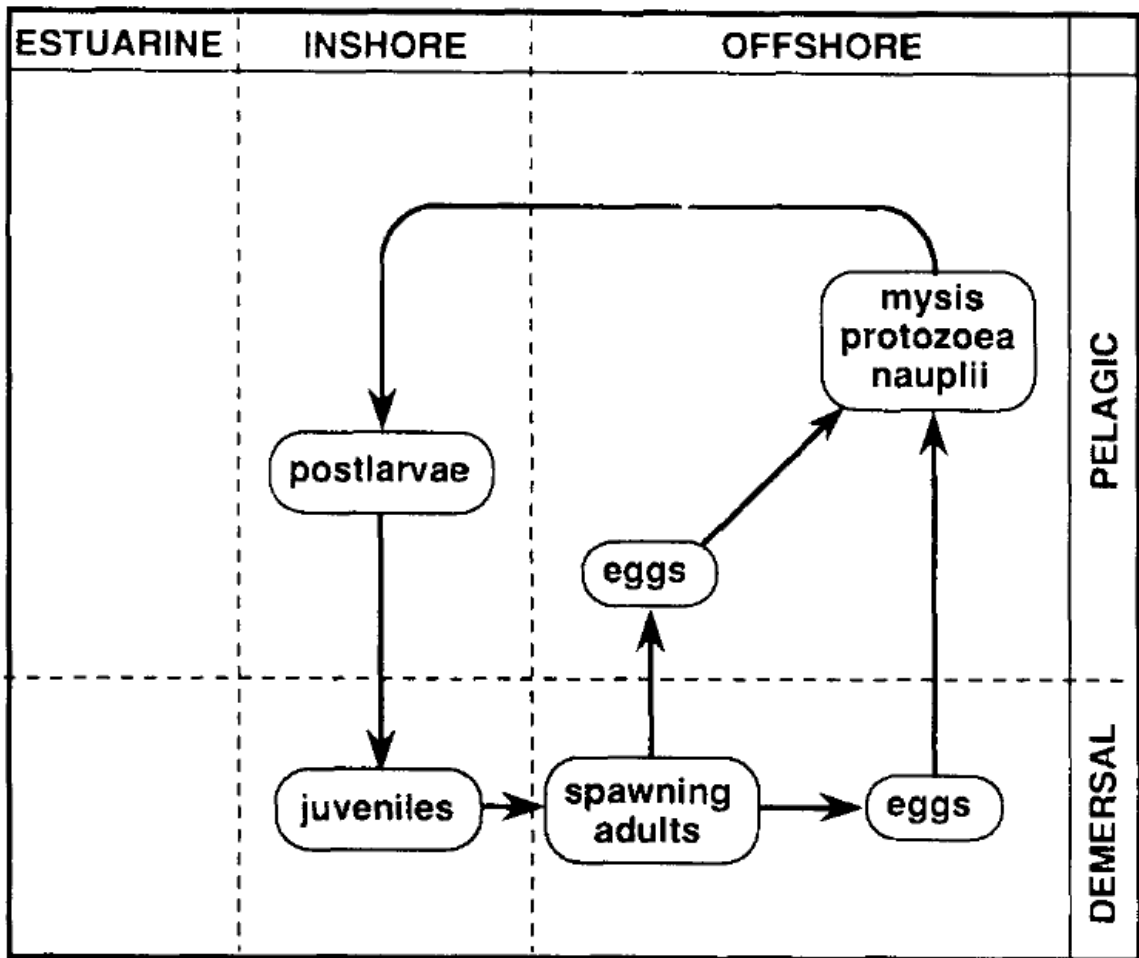 ESTUARINE
INSHORE
OFFSHORE
mysis
protozoea
nauplii
PELAGIC
postlarvae
eggs
juveniles
spawning
adults
eggs
DEMERSAL